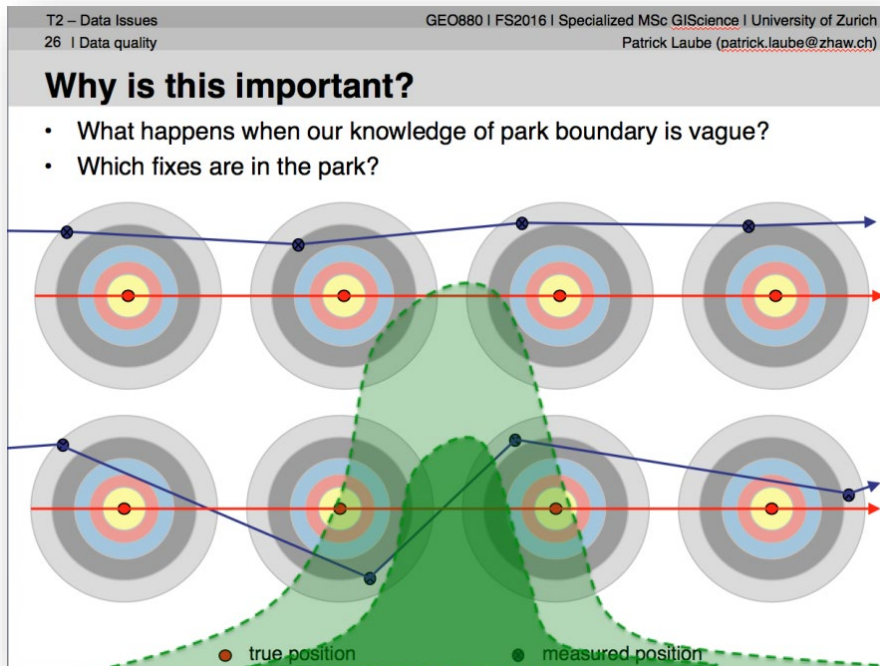 T2 – Data Issues
GEO880 I FS2016 I Specialized MSc GIScience I University of Zurich
26 I Data quality
Patrick Laube (patrick.laube@zhaw.ch)
Why is this important?
• What happens when our knowledge of park boundary is vague?
• Which fixes are in the park?
true position
measured position